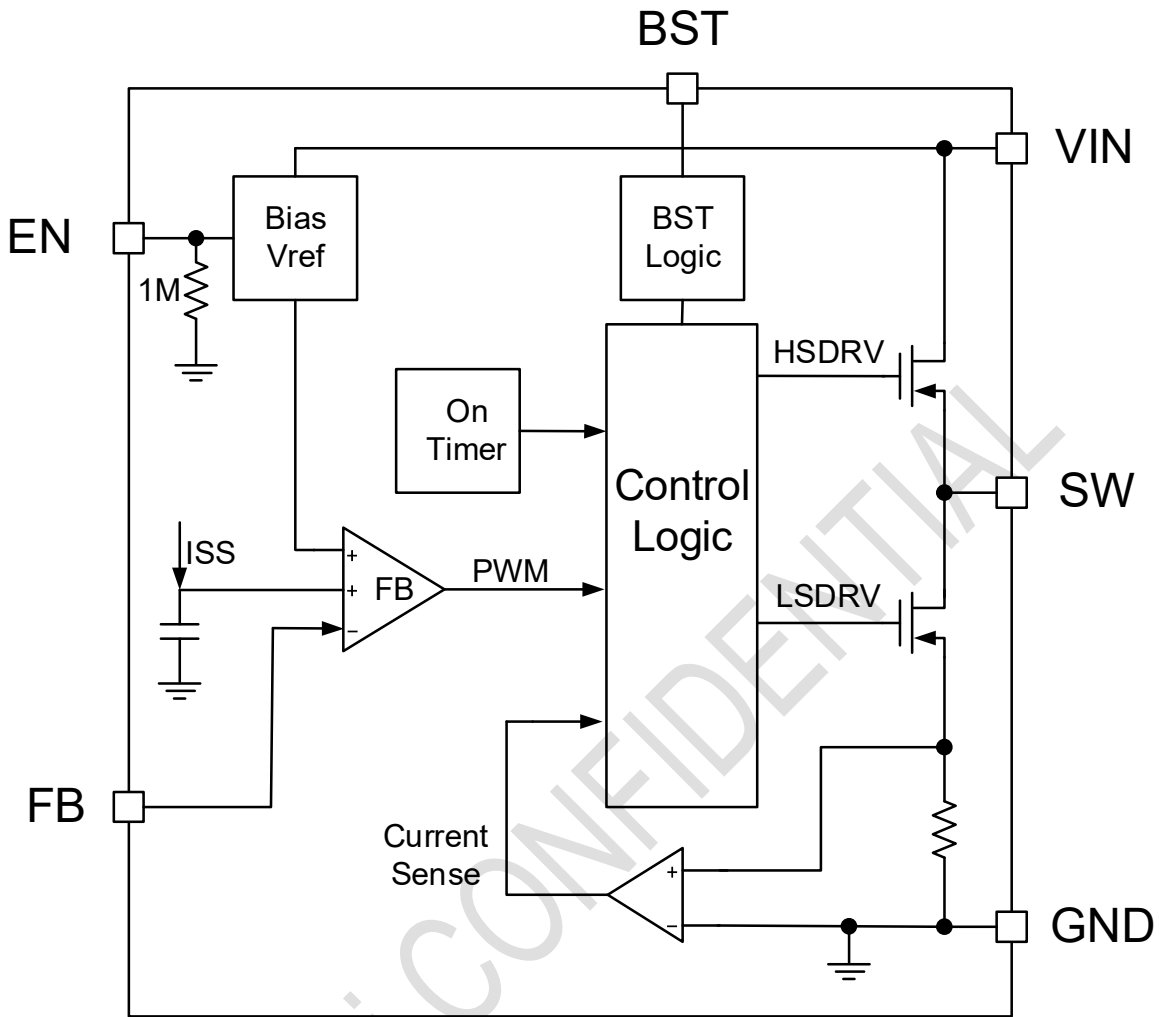 BST
VIN
EN
Bias
Vref
BST
Logic
1M
HSDRV
On
Timer
Control
Logic
SW
ISS
+
+
FB
−
PWM
LSDRV
FB
Current
Sense
+
−
GND
CONFIDENTIAL